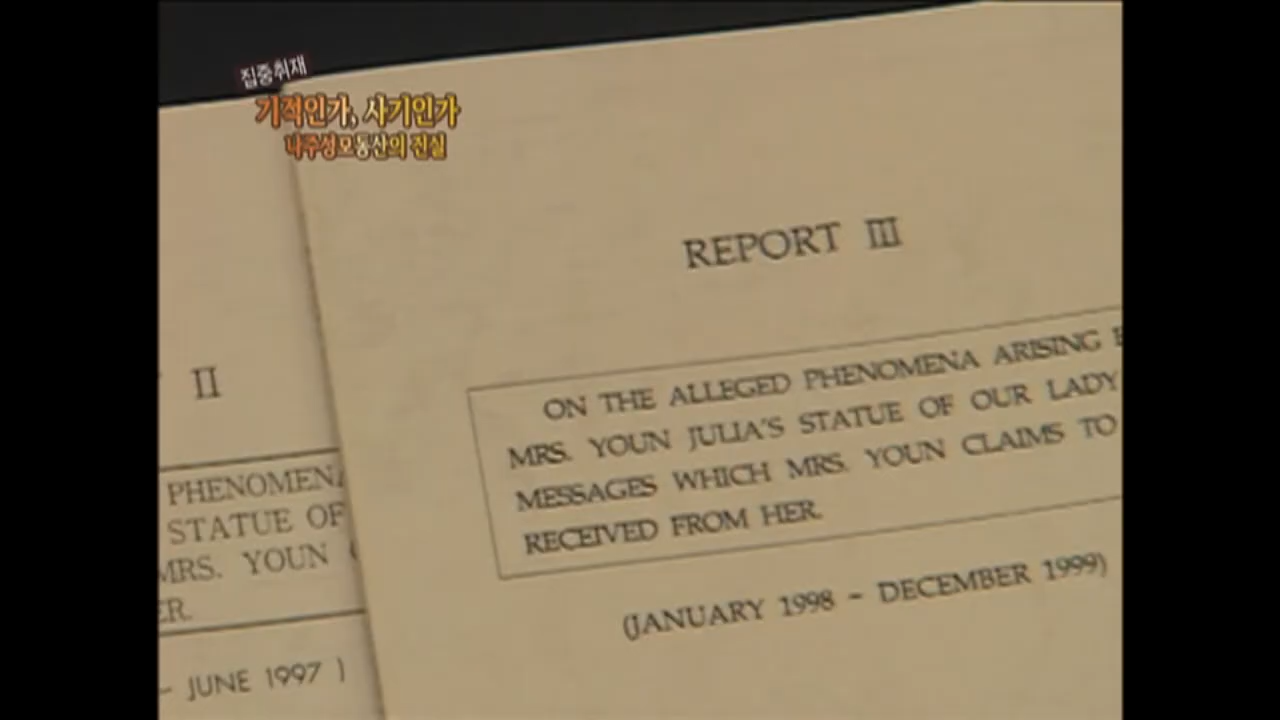 집중취재
기적인가, 사기인가
나주성모동산의 진실
REPORT III
ON THE ALLEGED PHENOMENA ARISING
MRS. YOUN JULIA'S STATUE OF OUR LADY
MESSAGES WHICH MRS. YOUN CLAIMS TO
RECEIVED FROM HER.
(JANUARY 1998 - DECEMBER 1999)
II
PHENOMENA
STATUE OF
MRS. YOUN
ER.
- JUNE 1997 )